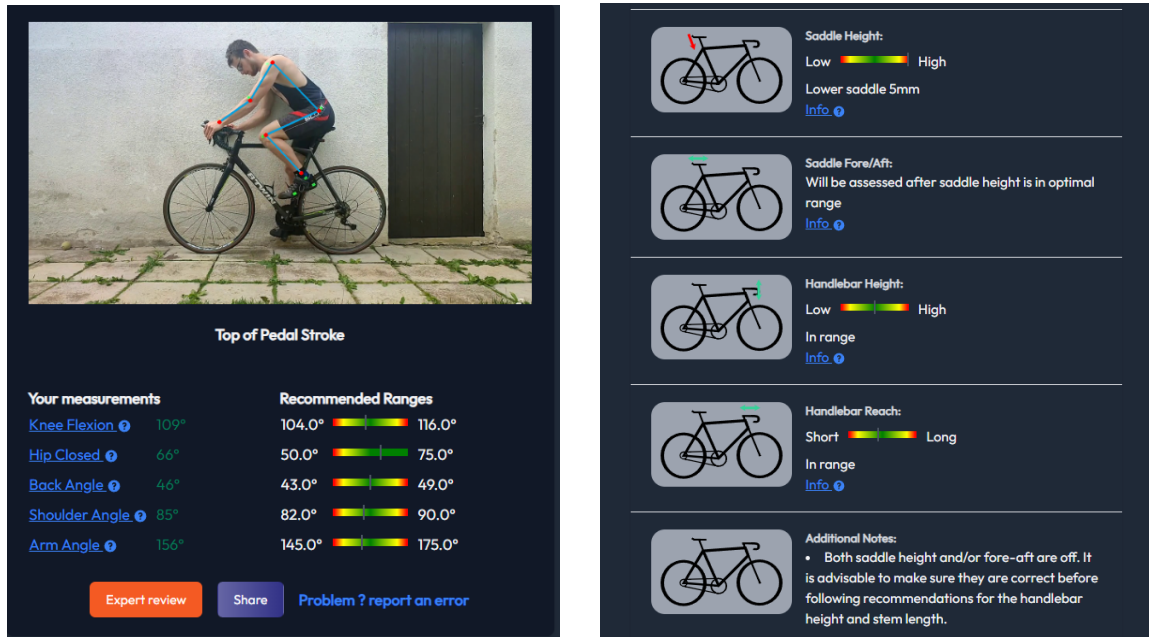 Top of Pedal Stroke
Your measurements
Recommended Ranges
Knee Flexion ? 109° 104.0° 116.0°
Hip Closed ? 66° 50.0° 75.0°
Back Angle ? 46° 43.0° 49.0°
Shoulder Angle ? 85° 82.0° 90.0°
Arm Angle ? 156° 145.0° 175.0°
Expert review Share Problem ? report an error
Saddle Height:
Low High
Lower saddle 5mm
Info ?
Saddle Fore/Aft:
Will be assessed after saddle height is in optimal
range
Info ?
Handlebar Height:
Low High
In range
Info ?
Handlebar Reach:
Short Long
In range
Info ?
Additional Notes:
• Both saddle height and/or fore-aft are off. It
is advisable to make sure they are correct before
following recommendations for the handlebar
height and stem length.